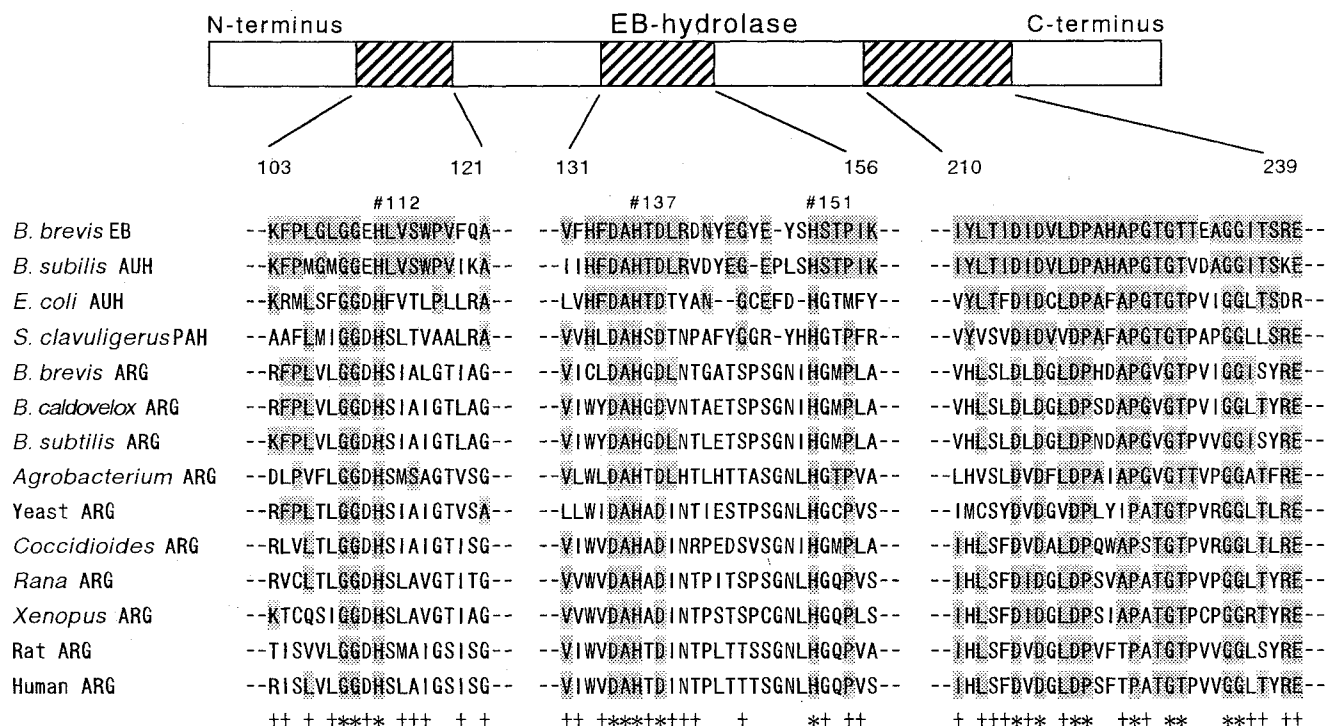 N-terminus EB-hydrolase C-terminus
103 121 131 156 210 239
#112 #137 #151
B. brevis EB --KFPLGLGGEHLVSWPVFQA-- --VFHFDAHTDLRDNYEGYE-YSHSTPIK-- --IYLTIDIDVLDPAHAPGTGTTEAGGITSRE--
B. subilis AUH --KFPMGMGGEHLVSWPVIKA-- --IIHFDAHTDLRVDYEG-EPLSHSTPIK-- --IYLTIDIDVLDPAHAPGTGTVDAGGITSKE--
E. coli AUH --KRMLSFGGDHFVTLPLLRA-- --LVHFDAHTDTYAN--GCEFD-HGTMFY-- --VYLTFDIDCLDPAFAPGTGTPVIGGLTSDR--
S. clavuligerus PAH --AAFLMIGGDHSLTVAALRA-- --VVHLDAHSDTNPAFYGGR-YHHGTPFR-- --VYVSVDIDVVDPAFAPGTGTPAPGGLLSRE--
B. brevis ARG --RFPLVLGGDHSIALGTIAG-- --VICLDAHGDLNTGATSPSGNIHGMPLA-- --VHLSLDLDGLDPHDAPGTGTPVIGGISYRE--
B. caldovelox ARG --RFPLVLGGDHSIAIGTLAG-- --VIWYDAHGDVNTAETSPSGNIHGMPLA-- --VHLSLDLDGLDPSDAPGVGTPVIGGLTYRE--
B. subtilis ARG --KFPLVLGGDHSIAIGTLAG-- --VIWYDAHGDLNTLETSPSGNIHGMPLA-- --VHLSLDLDGLDPNDAPGVGTPVVGGISYRE--
Agrobacterium ARG --DLPVFLGGDHSMSAGTVSG-- --VLWLDAHTDLHTLHTTASGNLHGTPVA-- --LHVSLDVDFLDPAIAPGVGTTVPGGATFRE--
Yeast ARG --RFPLTLGGDHSIAIGTVSA-- --LLWIDAHADINTIESTPSGNLHGCPVS-- --IMCSYDVDGVDPLYIPATGTPVRGGLTLRE--
Coccidioides ARG --RLVLTLGGDHSIAIGTISG-- --VIWVDAHADINRPEDSVSGNIHGMPLA-- --IHLSFDVDALDPQWAPSTGTPVRGGLTLRE--
Rana ARG --RVCLTLGGDHSLAVGTITG-- --VVWVDAHADINTPITSPSGNLHGQPVS-- --IHLSFDIDGLDPSVAPATGTPVPGGLTYRE--
Xenopus ARG --KTCQSIGGDHSLAVGTIAG-- --VVWVDAHADINTPSTSPCGNLHGQPLS-- --IHLSFDIDGLDPSIAPATGTPCPGGRTYRE--
Rat ARG --TISVVLGGDHSMAIGSISG-- --VIWVDAHTDINTPLTTSSGNLHGQPVA-- --IHLSFDVDGLDPVFTPATGTPVVGGLSYRE--
Human ARG --RISLVLGGDHSLAIGSISG-- --VIWVDAHTDINTPLTTTSGNLHGQPVS-- --IHLSFDVDGLDPSFTPATGTPVVGGLTYRE--
†† † †**†* ††† † † †† †***†*††† † *† †† † †††*†*†** †*†** **†† ††